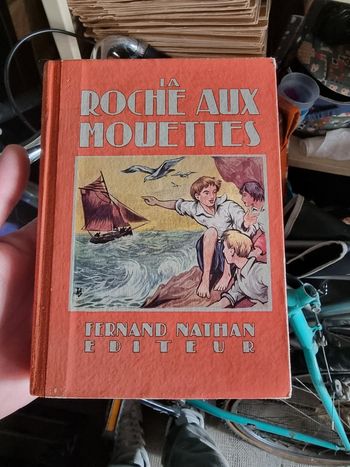 LA
ROCHE AUX
MOUETTES
FERNAND NATHAN
EDITEUR